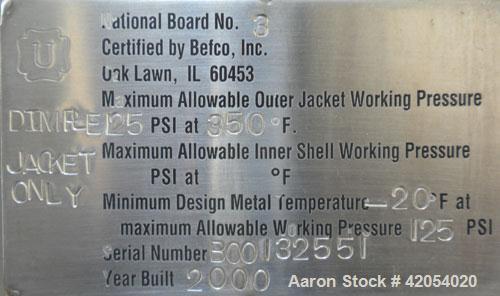 U
National Board No. 3
Certified by Befco, Inc.
Oak Lawn, IL 60453
Maximum Allowable Outer Jacket Working Pressure
DIMPLE 125 PSI at 350 °F.
JACKET ONLY
Maximum Allowable Inner Shell Working Pressure
PSI at °F
Minimum Design Metal Temperature -20 °F at
maximum Allowable Working Pressure 125 PSI
Serial Number B00132551
Year Built 2000
Aaron Stock # 42054020